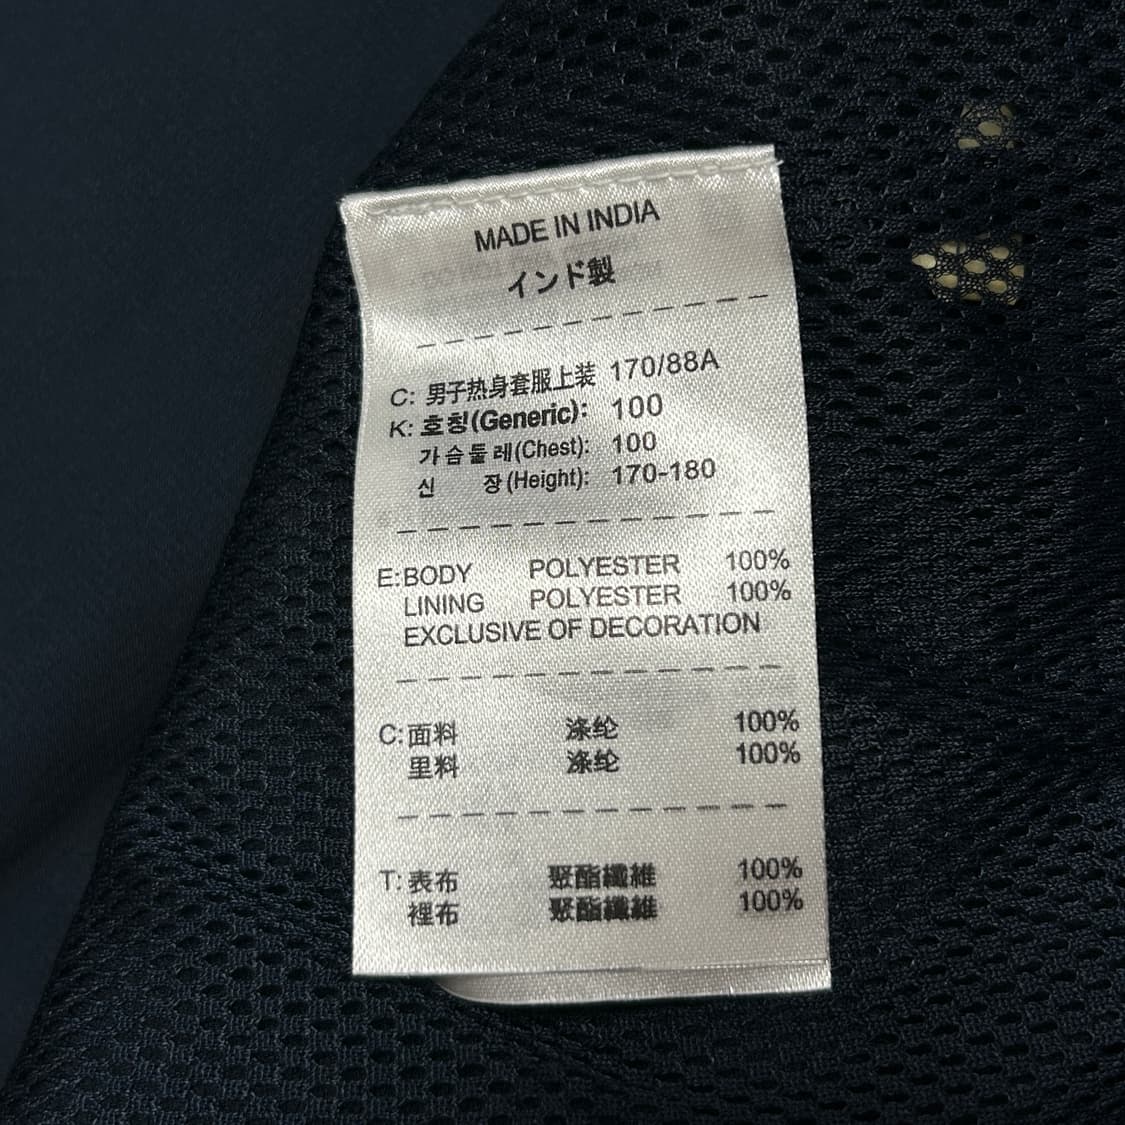 MADE IN INDIA
インド製
C: 男子热身套服上装 170/88A
K: 호칭(Generic): 100
가슴둘레(Chest): 100
신 장(Height): 170-180
E:BODY POLYESTER 100%
LINING POLYESTER 100%
EXCLUSIVE OF DECORATION
C:面料 涤纶 100%
里料 涤纶 100%
T: 表布 聚酯纖維 100%
裡布 聚酯纖維 100%